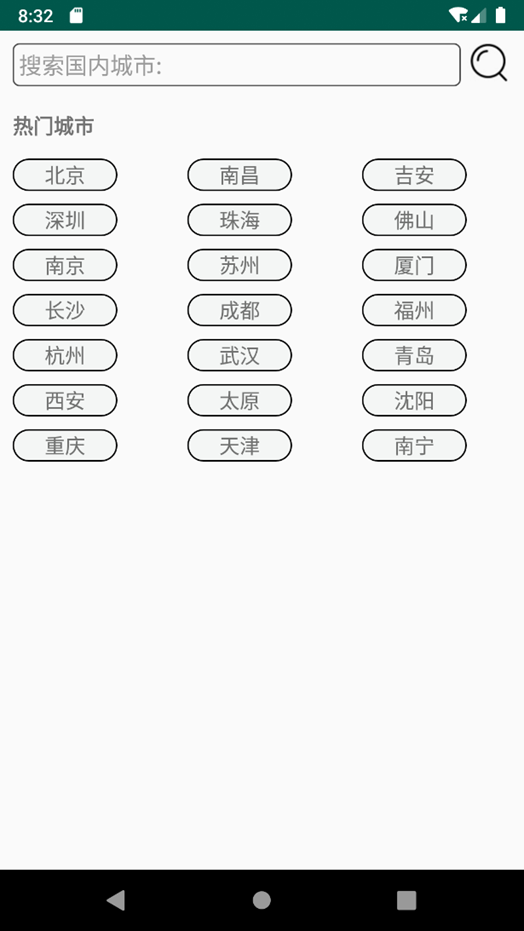 8:32
搜索国内城市:
热门城市
北京 南昌 吉安
深圳 珠海 佛山
南京 苏州 厦门
长沙 成都 福州
杭州 武汉 青岛
西安 太原 沈阳
重庆 天津 南宁